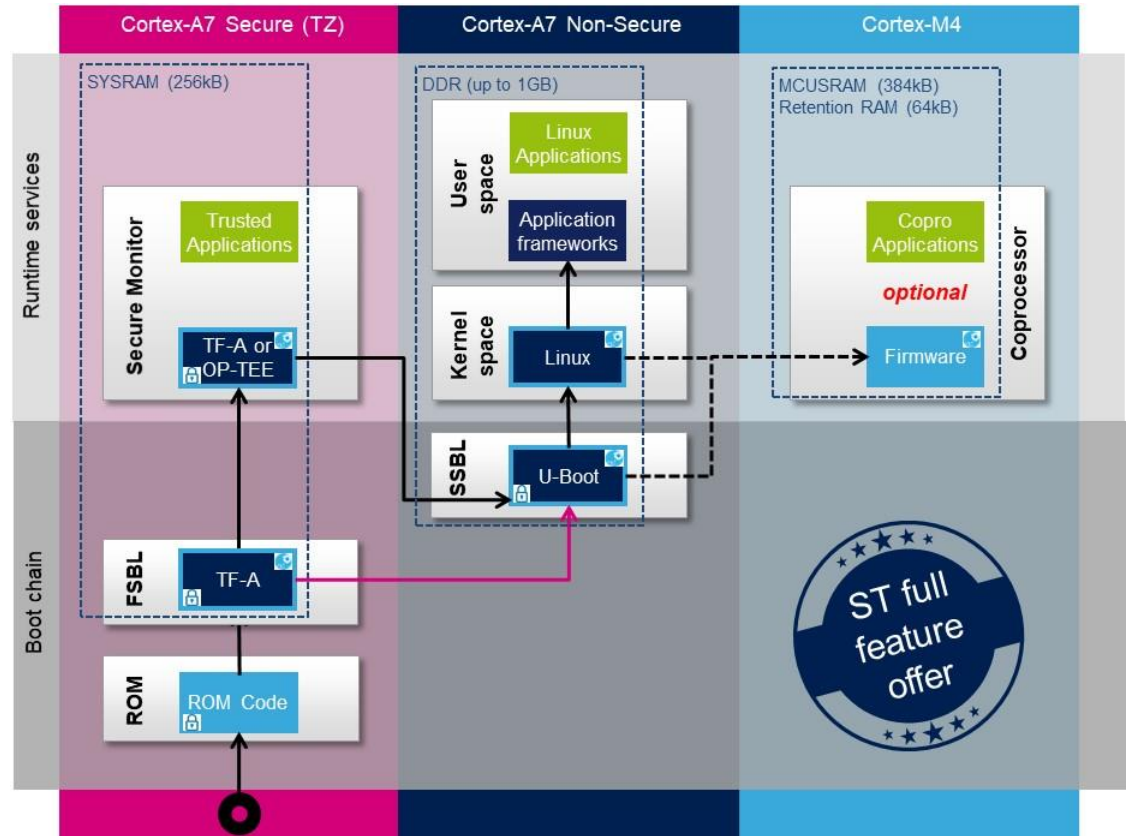 Cortex-A7 Secure (TZ)
Cortex-A7 Non-Secure
Cortex-M4
Runtime services
SYSRAM (256kB)
Secure Monitor
Trusted
Applications
TF-A or
OP-TEE
DDR (up to 1GB)
User
space
Linux
Applications
Application
frameworks
Kernel
space
Linux
MCUSRAM (384kB)
Retention RAM (64kB)
Copro
Applications
optional
Firmware
Coprocessor
Boot chain
SSBL
U-Boot
FSBL
TF-A
ROM
ROM Code
ST full
feature
offer